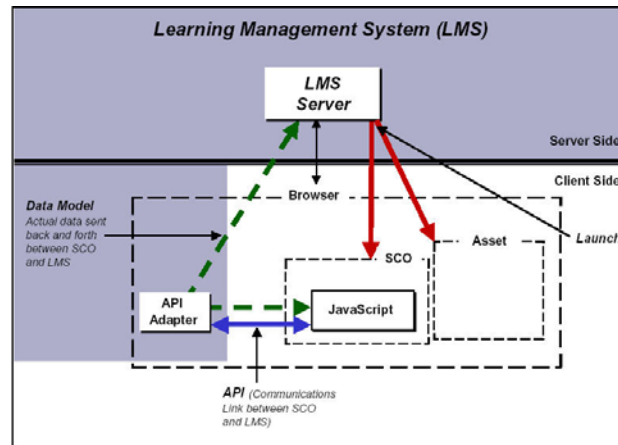 Learning Management System (LMS)
LMS
Server
Server Side
Client Side
Data Model
Actual data sent
back and forth
between SCO
and LMS
Browser
Launch
Asset
SCO
API
Adapter
JavaScript
API (Communications
Link between SCO
and LMS)